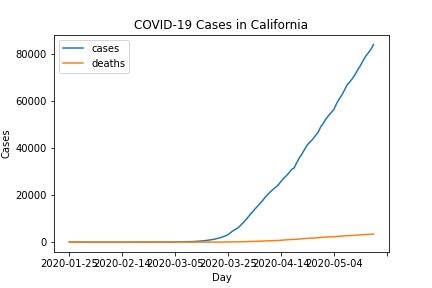 COVID-19 Cases in California
cases
deaths
80000
60000
40000
20000
0
Cases
2020-01-25 2020-02-14 2020-03-05 2020-03-25 2020-04-14 2020-05-04
Day